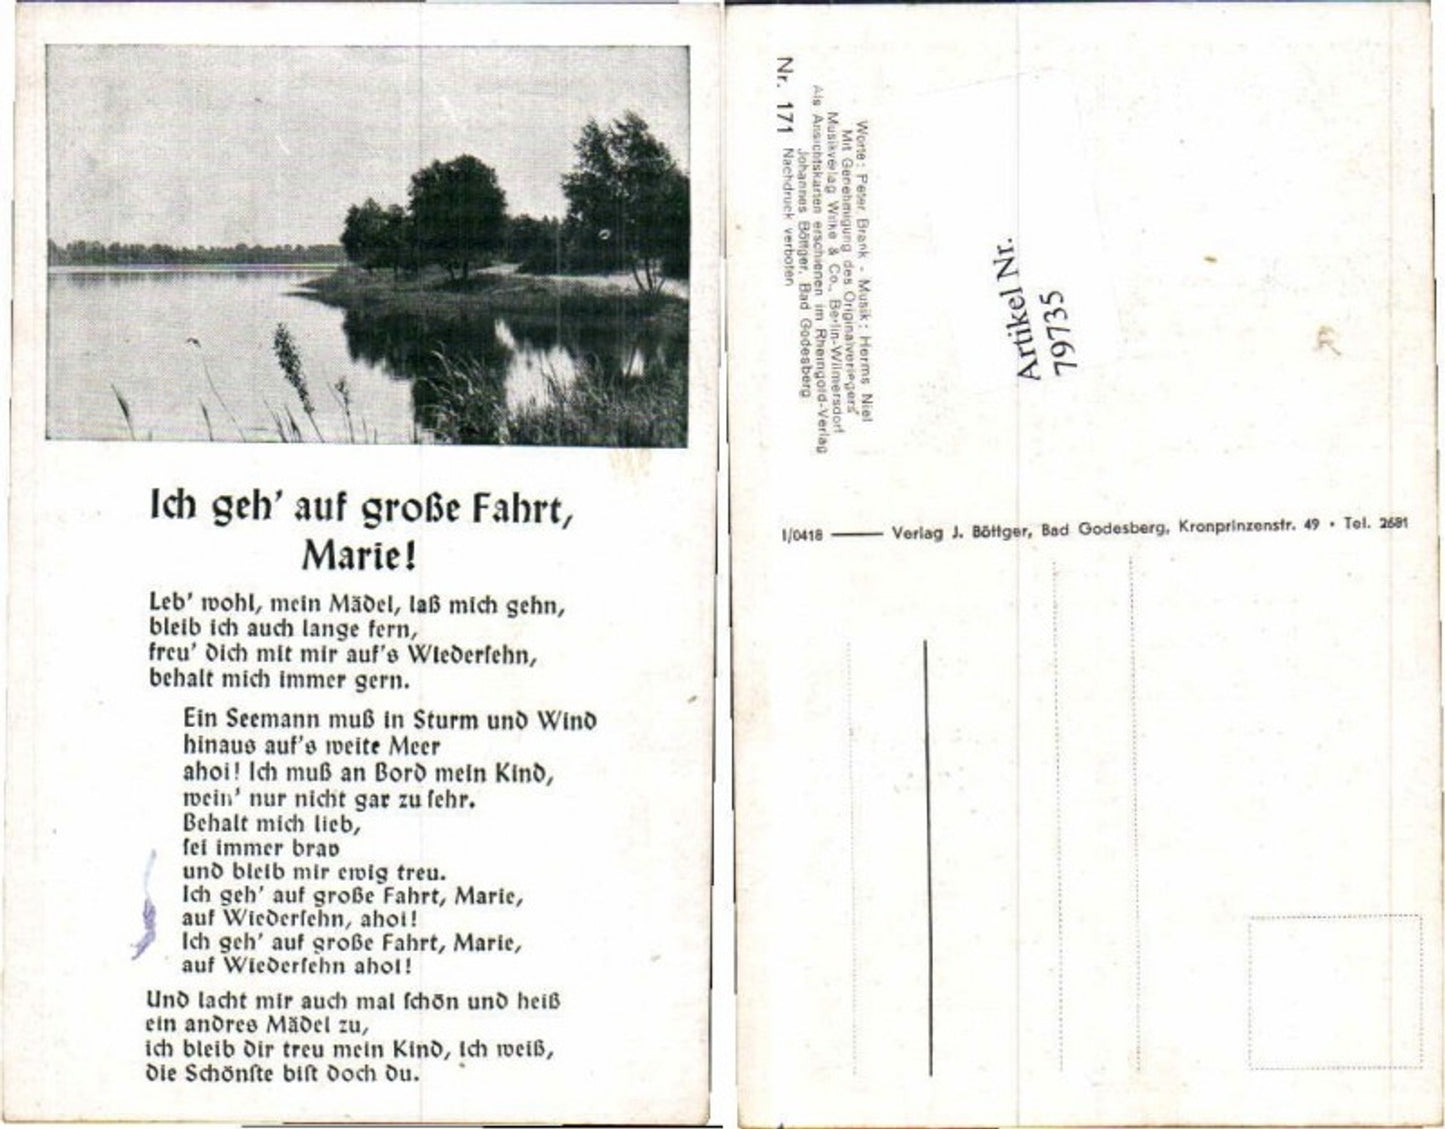 Ich geh' auf große Fahrt,
Marie!
Leb' wohl, mein Mädel, laß mich gehn,
bleib ich auch lange fern,
freu' dich mit mir auf's Wiedersehn,
behalt mich immer gern.
Ein Seemann muß in Sturm und Wind
hinaus auf's weite Meer
ahoi! Ich muß an Bord mein Kind,
wein' nur nicht gar zu sehr.
Behalt mich lieb,
sei immer brav
und bleib mir ewig treu.
Ich geh' auf große Fahrt, Marie,
auf Wiedersehn, ahoi!
Ich geh' auf große Fahrt, Marie,
auf Wiedersehn ahoi!
Und lacht mir auch mal schön und heiß
ein andres Mädel zu,
ich bleib dir treu mein Kind, ich weiß,
die Schönste bist doch du.
Worte: Peter Brank - Musik: Herms Niel
Mit Genehmigung des Originalverlegers
Musikverlag Wilke & Co., Berlin-Wilmersdorf
Als Ansichtskarten erschienen im Rheingold-Verlag
Johannes Böttger, Bad Godesberg
Nr. 171 Nachdruck verboten
Artikel Nr.
79735
I/0418 Verlag J. Böttger, Bad Godesberg, Kronprinzenstr. 49 • Tel. 2681